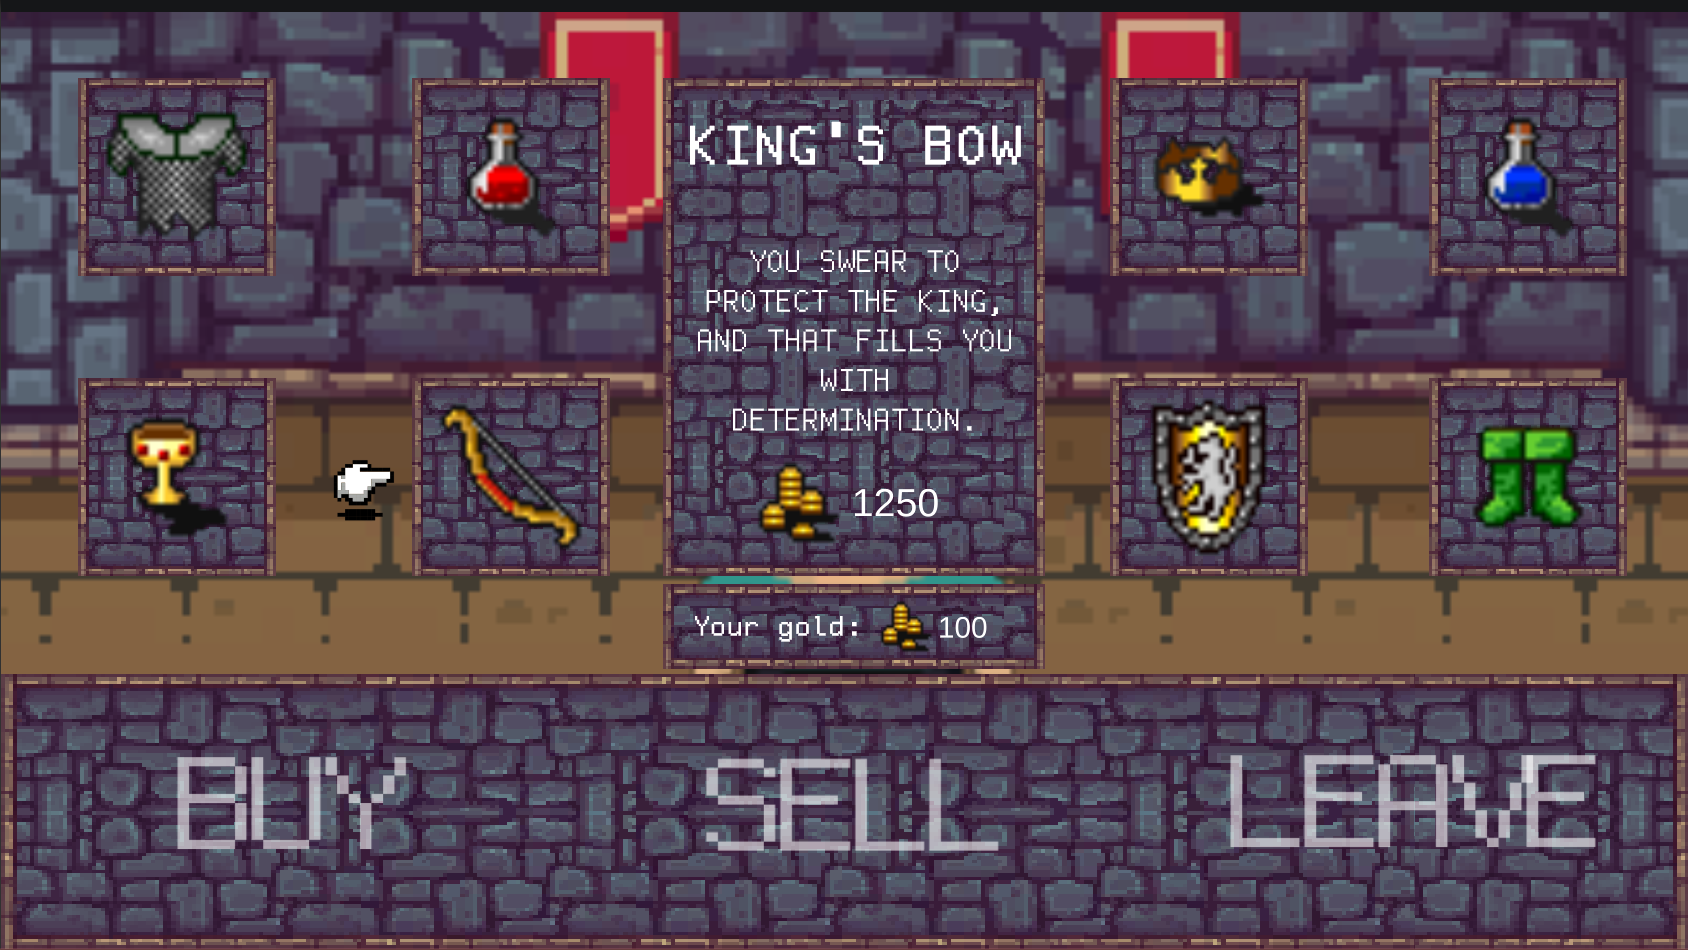 KING'S BOW
YOU SWEAR TO
PROTECT THE KING,
AND THAT FILLS YOU
WITH
DETERMINATION.
1250
Your gold: 100
BUY SELL LEAVE